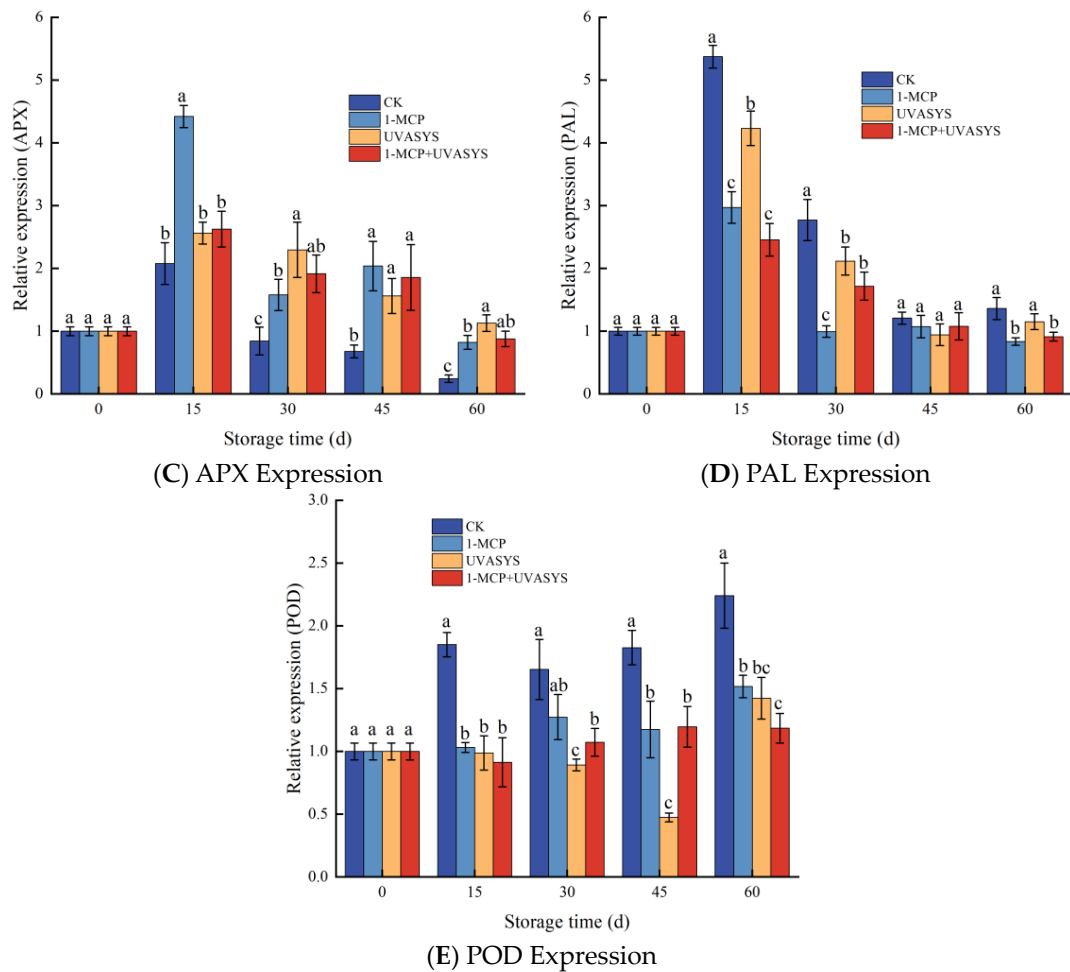 6
5
4
3
2
1
0
Relative expression (APX)
CK
1-MCP
UVASYS
1-MCP+UVASYS
a a a a
b a b b
c b a ab
b a a a
c b a ab
0 15 30 45 60
Storage time (d)
(C) APX Expression
6
5
4
3
2
1
0
Relative expression (PAL)
CK
1-MCP
UVASYS
1-MCP+UVASYS
a a a a
a c b c
a c b b
a a a a
a b a b
0 15 30 45 60
Storage time (d)
(D) PAL Expression
3.0
2.5
2.0
1.5
1.0
0.5
0.0
Relative expression (POD)
CK
1-MCP
UVASYS
1-MCP+UVASYS
a a a a
a b b b
a ab c b
a b c b
a b bc c
0 15 30 45 60
Storage time (d)
(E) POD Expression